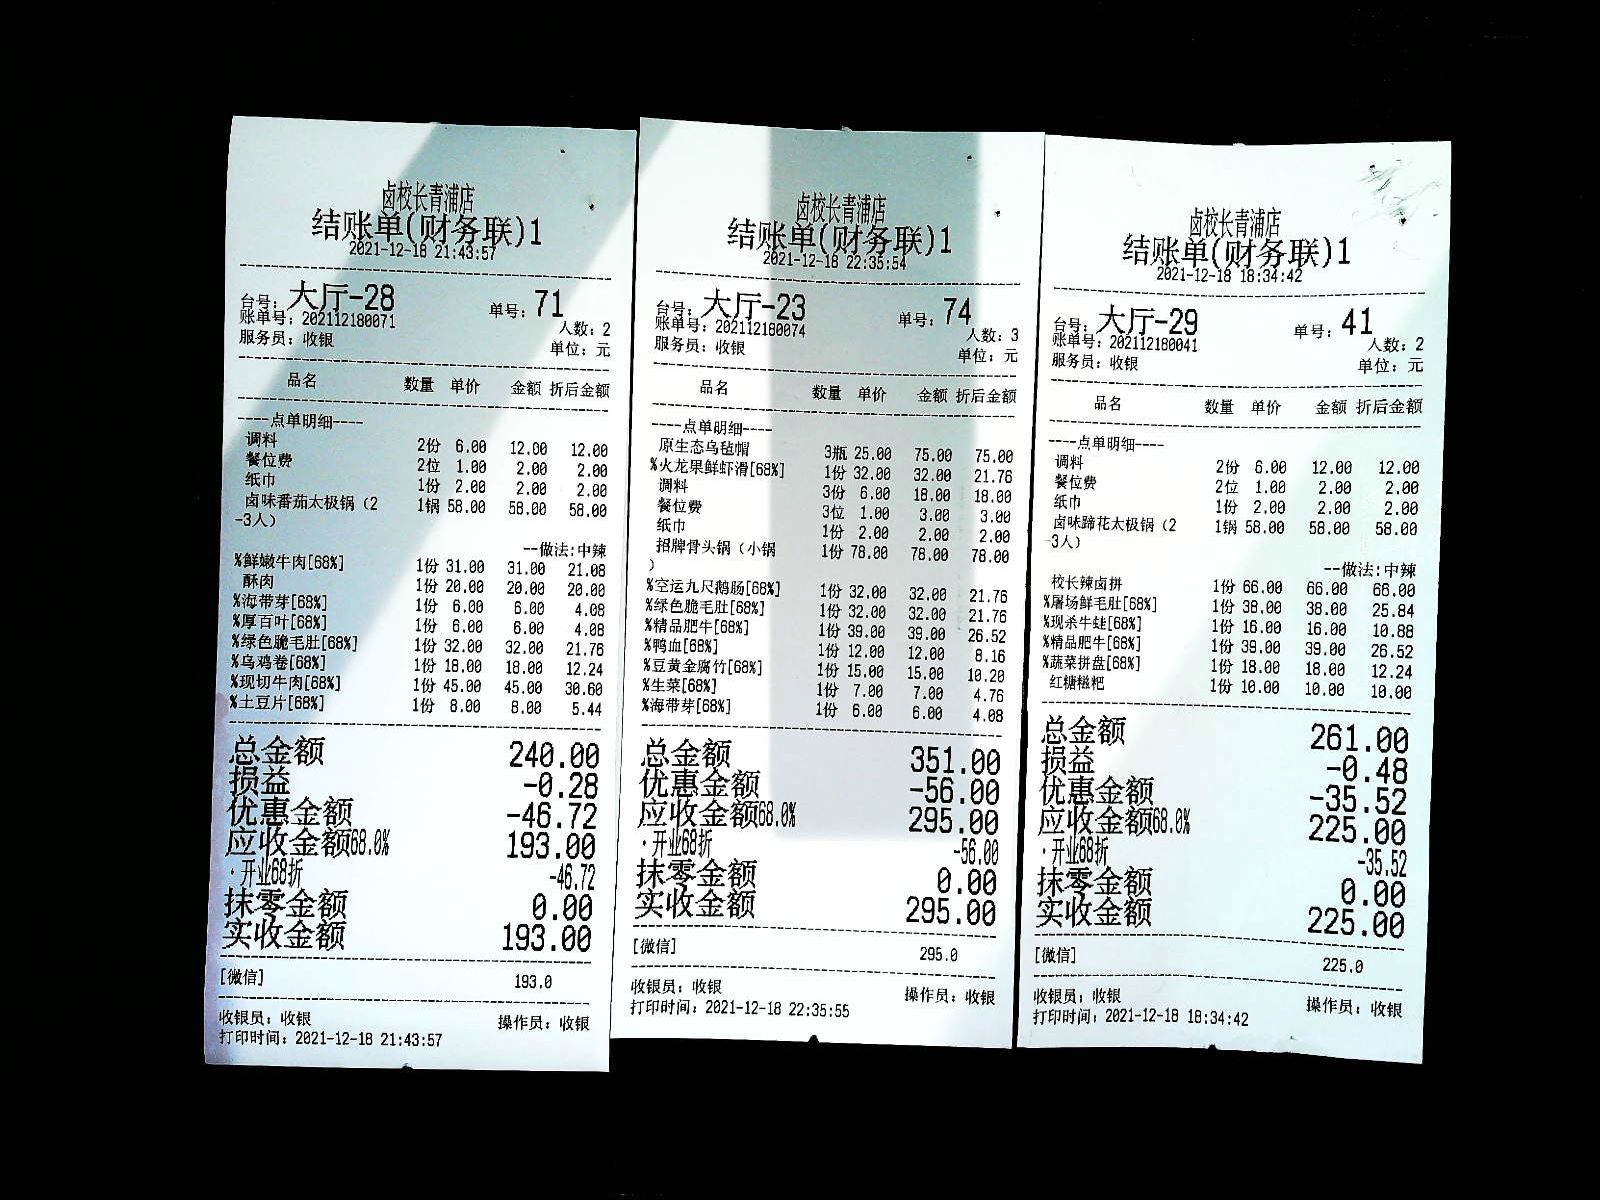 卤校长青浦店
结账单(财务联)1
2021-12-18 21:43:57
台号: 大厅-28 单号: 71
账单号: 202112180071 人数: 2
服务员: 收银 单位: 元
品名 数量 单价 金额 折后金额
----点单明细----
调料 2份 6.00 12.00 12.00
餐位费 2位 1.00 2.00 2.00
纸巾 1份 2.00 2.00 2.00
卤味番茄太极锅（2 1锅 58.00 58.00 58.00
-3人）
--做法:中辣
%鲜嫩牛肉[68%] 1份 31.00 31.00 21.08
酥肉 1份 20.00 20.00 20.00
%海带芽[68%] 1份 6.00 6.00 4.08
%厚百叶[68%] 1份 6.00 6.00 4.08
%绿色脆毛肚[68%] 1份 32.00 32.00 21.76
%乌鸡卷[68%] 1份 18.00 18.00 12.24
%现切牛肉[68%] 1份 45.00 45.00 30.60
%土豆片[68%] 1份 8.00 8.00 5.44
总金额 240.00
损益 -0.28
优惠金额 -46.72
应收金额68.0% 193.00
·开业68折 -46.72
抹零金额 0.00
实收金额 193.00
[微信] 193.0
收银员: 收银 操作员: 收银
打印时间: 2021-12-18 21:43:57
卤校长青浦店
结账单(财务联)1
2021-12-18 22:35:54
台号: 大厅-23 单号: 74
账单号: 202112180074 人数: 3
服务员: 收银 单位: 元
品名 数量 单价 金额 折后金额
----点单明细----
原生态乌毡帽 3瓶 25.00 75.00 75.00
%火龙果鲜虾滑[68%] 1份 32.00 32.00 21.76
调料 3份 6.00 18.00 18.00
餐位费 3位 1.00 3.00 3.00
纸巾 1份 2.00 2.00 2.00
招牌骨头锅（小锅 1份 78.00 78.00 78.00
）
%空运九尺鹅肠[68%] 1份 32.00 32.00 21.76
%绿色脆毛肚[68%] 1份 32.00 32.00 21.76
%精品肥牛[68%] 1份 39.00 39.00 26.52
%鸭血[68%] 1份 12.00 12.00 8.16
%豆黄金腐竹[68%] 1份 15.00 15.00 10.20
%生菜[68%] 1份 7.00 7.00 4.76
%海带芽[68%] 1份 6.00 6.00 4.08
总金额 351.00
优惠金额 -56.00
应收金额68.0% 295.00
·开业68折 -56.00
抹零金额 0.00
实收金额 295.00
[微信] 295.0
收银员: 收银 操作员: 收银
打印时间: 2021-12-18 22:35:55
卤校长青浦店
结账单(财务联)1
2021-12-18 18:34:42
台号: 大厅-29 单号: 41
账单号: 202112180041 人数: 2
服务员: 收银 单位: 元
品名 数量 单价 金额 折后金额
----点单明细----
调料 2份 6.00 12.00 12.00
餐位费 2位 1.00 2.00 2.00
纸巾 1份 2.00 2.00 2.00
卤味蹄花太极锅（2 1锅 58.00 58.00 58.00
-3人）
--做法:中辣
校长辣卤拼 1份 66.00 66.00 66.00
%屠场鲜毛肚[68%] 1份 38.00 38.00 25.84
%现杀牛蛙[68%] 1份 16.00 16.00 10.88
%精品肥牛[68%] 1份 39.00 39.00 26.52
%蔬菜拼盘[68%] 1份 18.00 18.00 12.24
红糖糍粑 1份 10.00 10.00 10.00
总金额 261.00
损益 -0.48
优惠金额 -35.52
应收金额68.0% 225.00
·开业68折 -35.52
抹零金额 0.00
实收金额 225.00
[微信] 225.0
收银员: 收银 操作员: 收银
打印时间: 2021-12-18 18:34:42